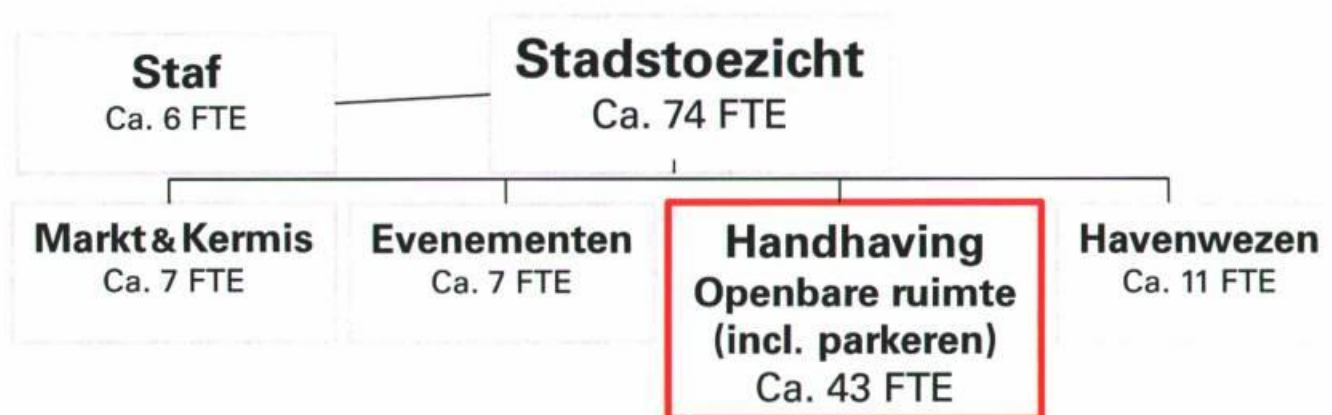 Staf
Ca. 6 FTE
Stadstoezicht
Ca. 74 FTE
Markt & Kermis
Ca. 7 FTE
Evenementen
Ca. 7 FTE
Handhaving
Openbare ruimte
(incl. parkeren)
Ca. 43 FTE
Havenwezen
Ca. 11 FTE